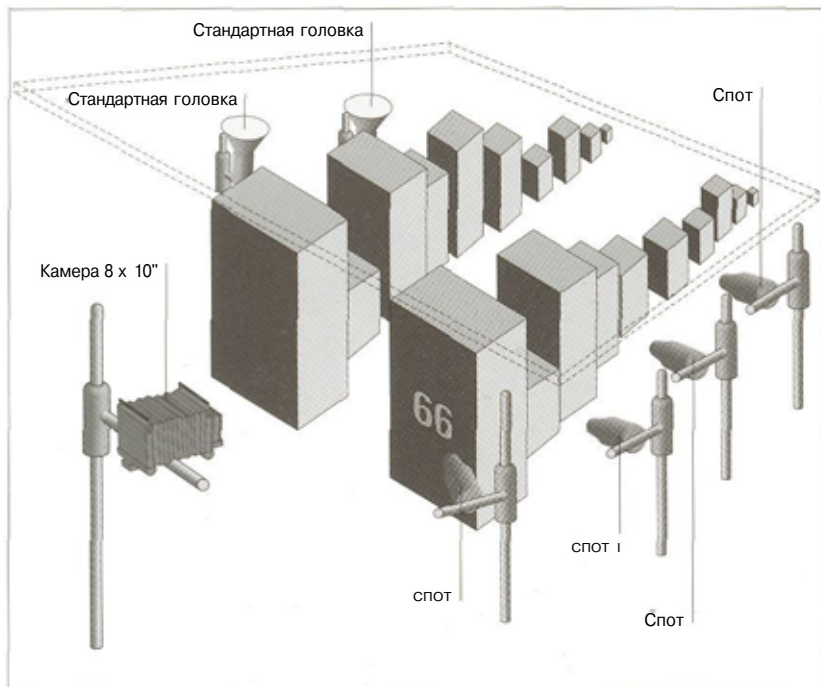 Стандартная головка
Стандартная головка
Спот
Камера 8 x 10"
66
спот I
спот
Спот